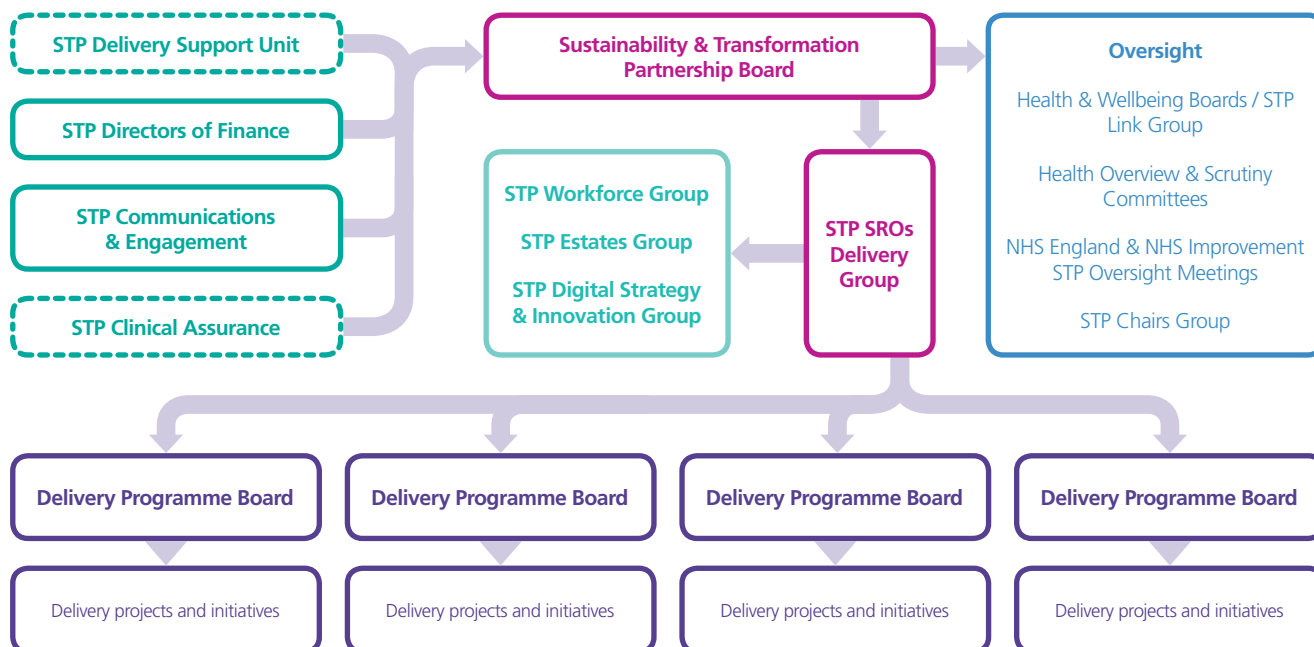 STP Delivery Support Unit
STP Directors of Finance
STP Communications
& Engagement
STP Clinical Assurance
Sustainability & Transformation
Partnership Board
STP Workforce Group
STP Estates Group
STP Digital Strategy
& Innovation Group
STP SROs
Delivery
Group
Oversight
Health & Wellbeing Boards / STP
Link Group
Health Overview & Scrutiny
Committees
NHS England & NHS Improvement
STP Oversight Meetings
STP Chairs Group
Delivery Programme Board
Delivery Programme Board
Delivery Programme Board
Delivery Programme Board
Delivery projects and initiatives
Delivery projects and initiatives
Delivery projects and initiatives
Delivery projects and initiatives